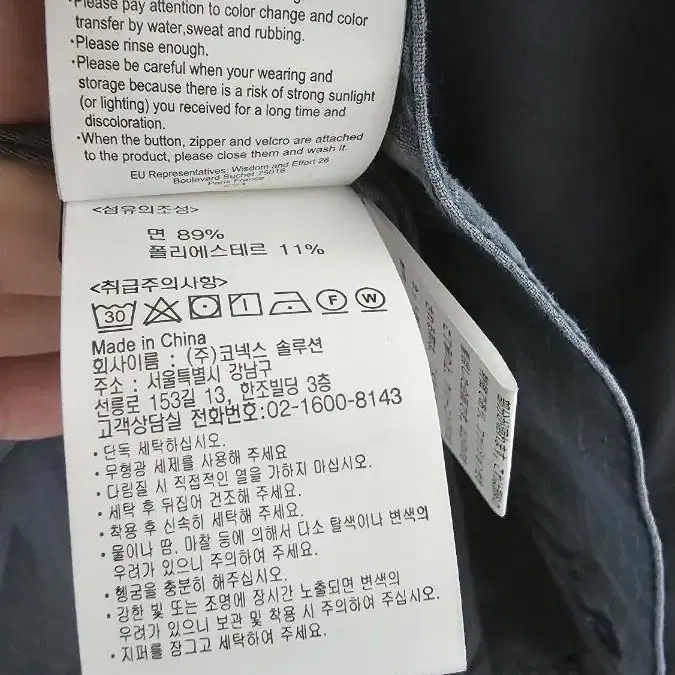 •Please pay attention to color change and color
transfer by water,sweat and rubbing.
•Please rinse enough.
•Please be careful when your wearing and
storage because there is a risk of strong sunlight
(or lighting) you received for a long time and
discoloration.
•When the button, zipper and velcro are attached
to the product, please close them and wash it.
EU Representatives: Wisdom and Effort 26
Boulevard Suchet 75016
Paris France
<섬유의조성>
면 89%
폴리에스테르 11%
<취급주의사항>
30 F W
Made in China
회사이름 : (주)코넥스 솔루션
주소 : 서울특별시 강남구
선릉로 153길 13, 한조빌딩 3층
고객상담실 전화번호:02-1600-8143
• 단독 세탁하십시오.
• 무형광 세제를 사용해 주세요
• 다림질 시 직접적인 열을 가하지 마십시오.
• 세탁 후 뒤집어 건조해 주세요.
• 착용 후 신속히 세탁해 주세요.
• 물이나 땀, 마찰 등에 의해서 다소 탈색이나 변색의
우려가 있으니 주의하여 주세요.
• 헹굼을 충분히 해주십시오.
• 강한 빛 또는 조명에 장시간 노출되면 변색의
우려가 있으니 보관 및 착용 시 주의하여 주십시오.
• 지퍼를 잠그고 세탁하여 주세요.